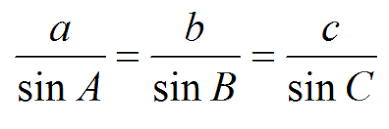 a/sin A = b/sin B = c/sin C